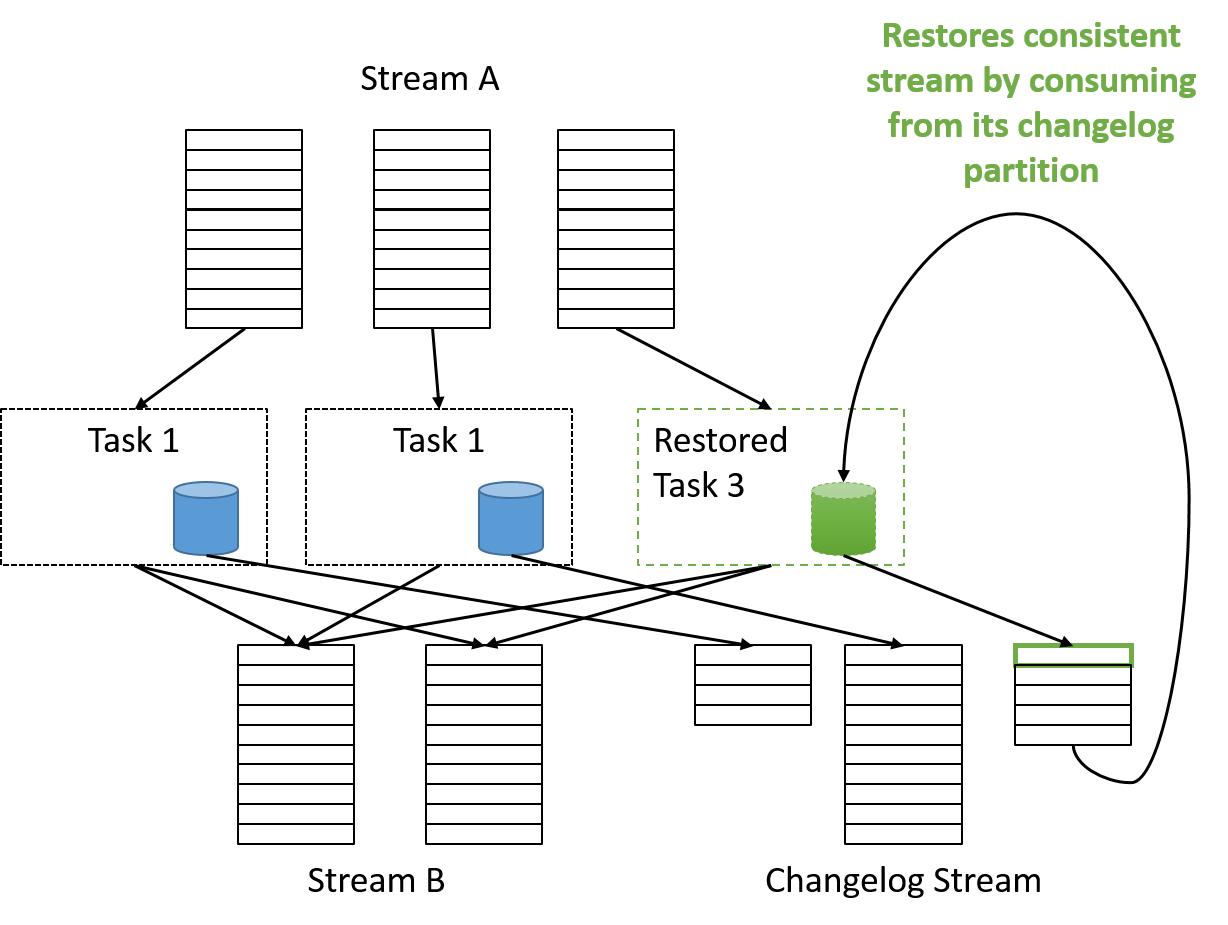 Restores consistent
stream by consuming
from its changelog
partition
Stream A
Task 1
Task 1
Restored
Task 3
Stream B
Changelog Stream